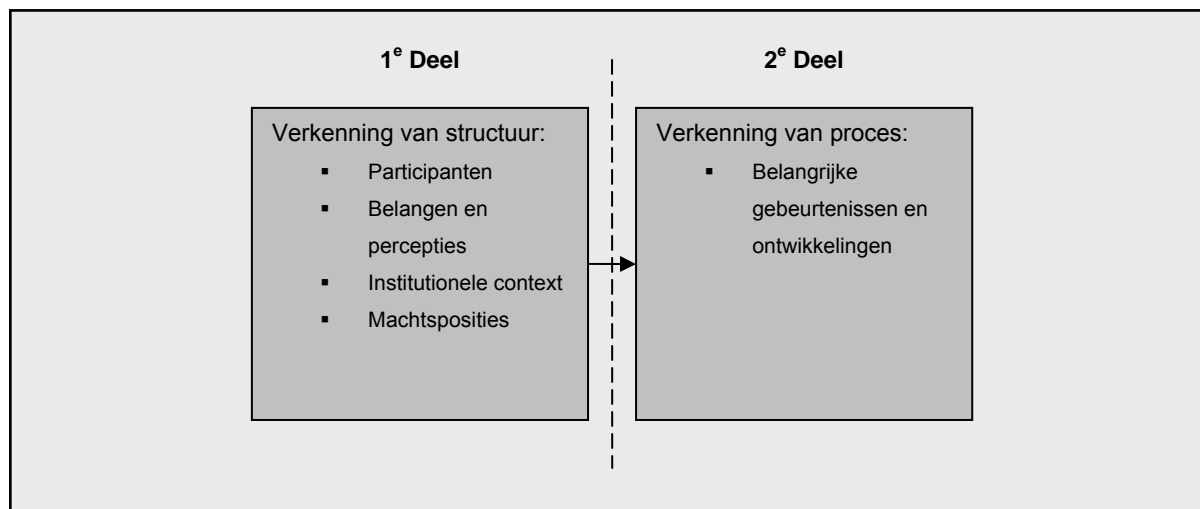 1e Deel
2e Deel
Verkenning van structuur:
▪ Participanten
▪ Belangen en
percepties
▪ Institutionele context
▪ Machtsposities
Verkenning van proces:
▪ Belangrijke
gebeurtenissen en
ontwikkelingen